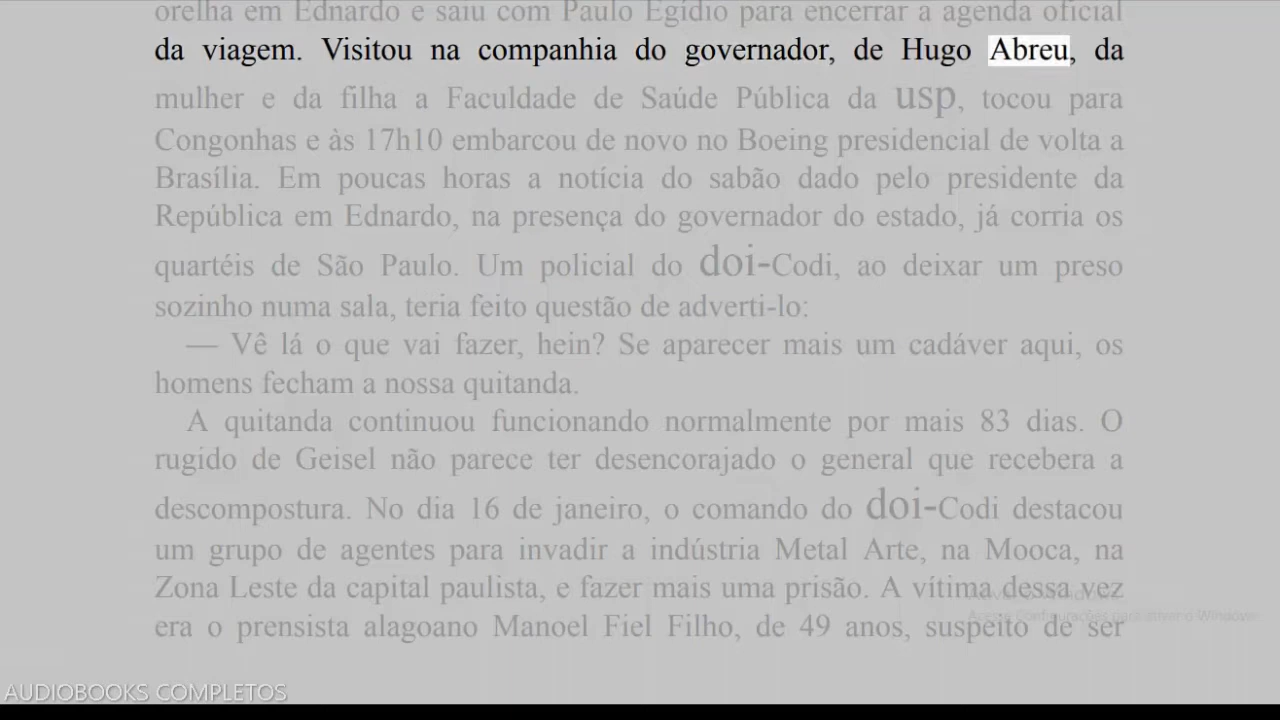 orelha em Ednardo e saiu com Paulo Egídio para encerrar a agenda oficial
da viagem. Visitou na companhia do governador, de Hugo Abreu, da
mulher e da filha a Faculdade de Saúde Pública da usp, tocou para
Congonhas e às 17h10 embarcou de novo no Boeing presidencial de volta a
Brasília. Em poucas horas a notícia do sabão dado pelo presidente da
República em Ednardo, na presença do governador do estado, já corria os
quartéis de São Paulo. Um policial do doi-Codi, ao deixar um preso
sozinho numa sala, teria feito questão de adverti-lo:
— Vê lá o que vai fazer, hein? Se aparecer mais um cadáver aqui, os
homens fecham a nossa quitanda.
A quitanda continuou funcionando normalmente por mais 83 dias. O
rugido de Geisel não parece ter desencorajado o general que recebera a
descompostura. No dia 16 de janeiro, o comando do doi-Codi destacou
um grupo de agentes para invadir a indústria Metal Arte, na Mooca, na
Zona Leste da capital paulista, e fazer mais uma prisão. A vítima dessa vez
era o prensista alagoano Manoel Fiel Filho, de 49 anos, suspeito de ser
AUDIOBOOKS COMPLETOS